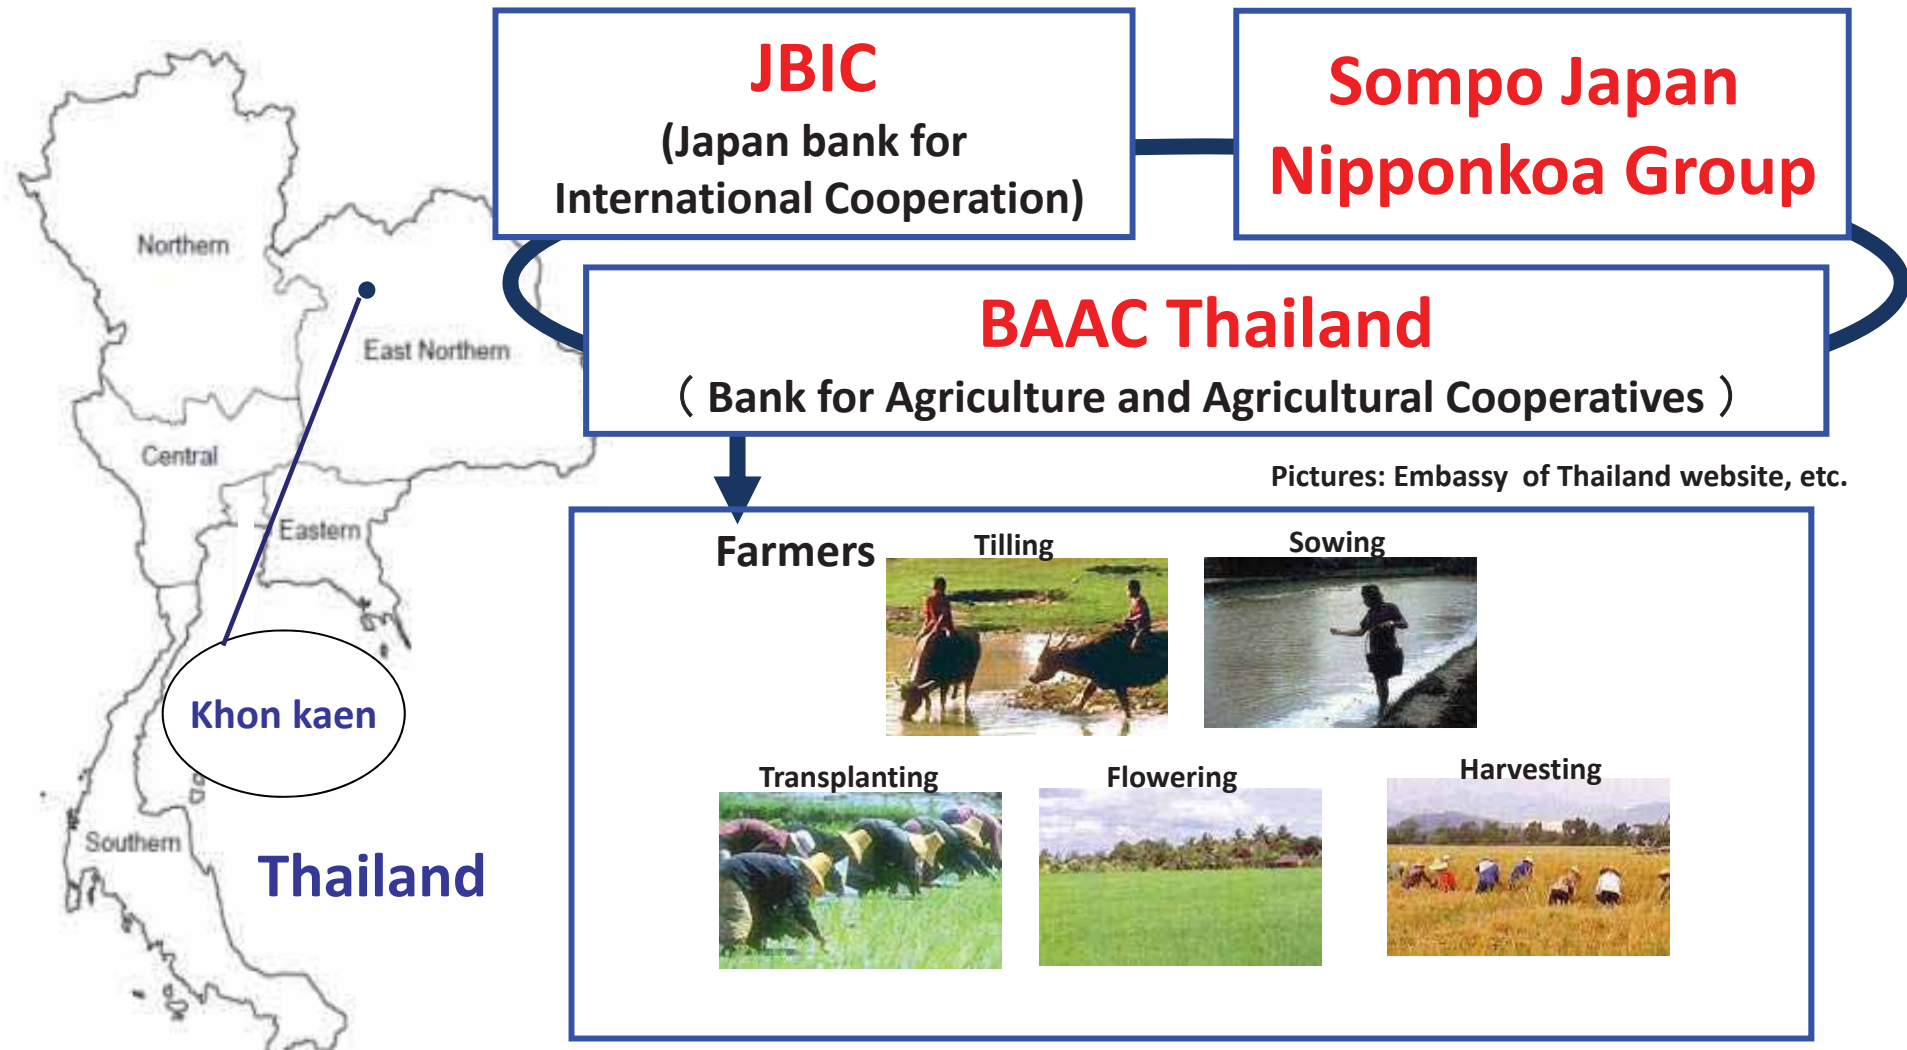 JBIC
(Japan bank for
International Cooperation)
Sompo Japan
Nipponkoa Group
BAAC Thailand
（ Bank for Agriculture and Agricultural Cooperatives ）
Pictures: Embassy of Thailand website, etc.
Farmers
Tilling
Sowing
Transplanting
Flowering
Harvesting
Northern
East Northern
Central
Eastern
Khon kaen
Southern
Thailand